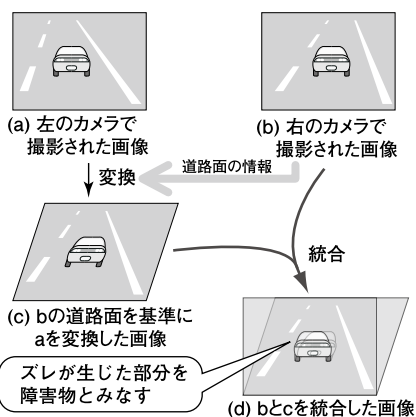 (a) 左のカメラで
撮影された画像
(b) 右のカメラで
撮影された画像
変換
道路面の情報
統合
(c) bの道路面を基準に
aを変換した画像
ズレが生じた部分を
障害物とみなす
(d) bとcを統合した画像